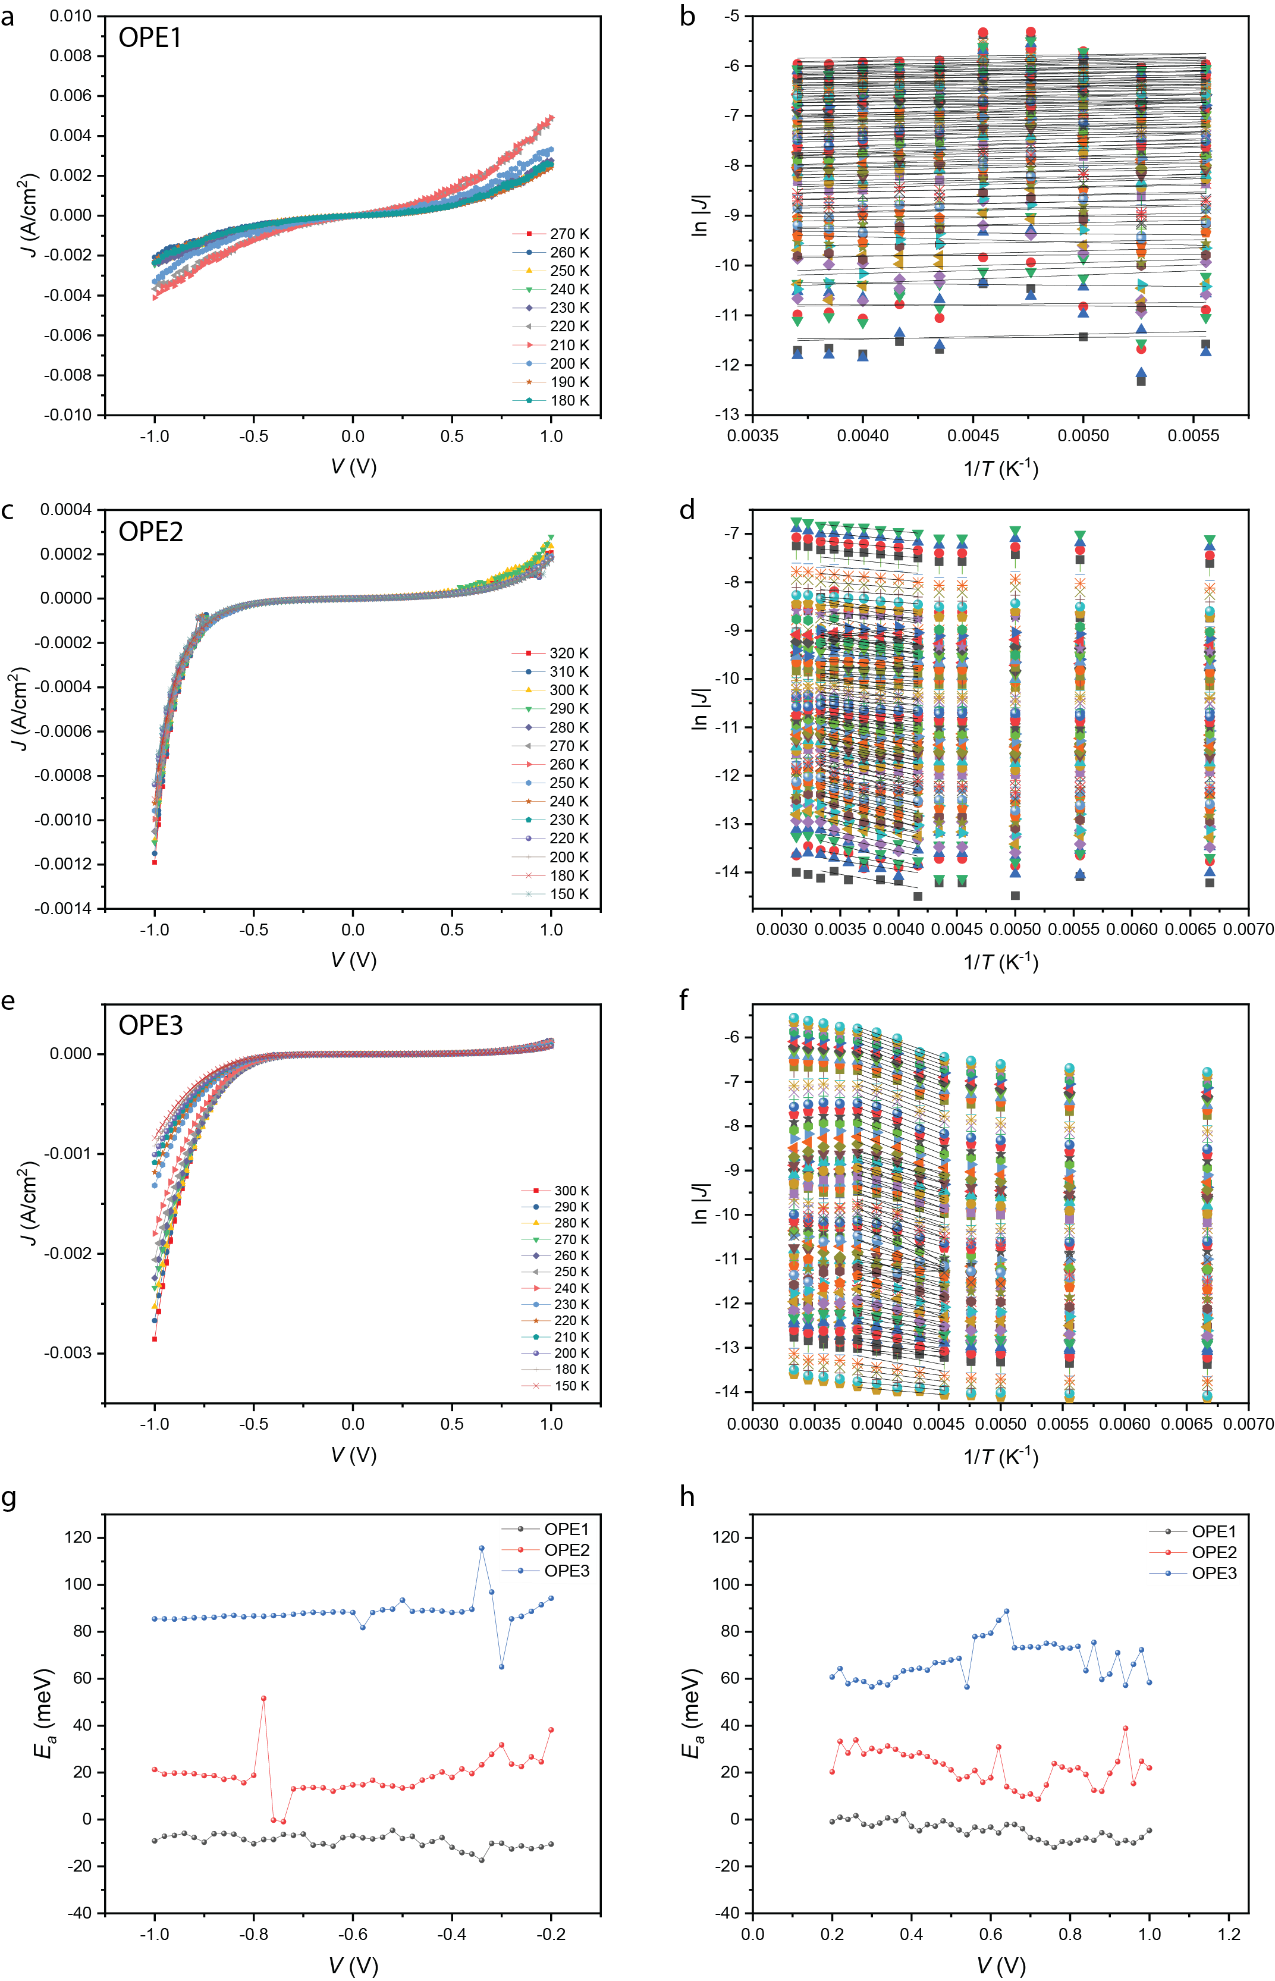 a
OPE1
0.010
0.008
0.006
0.004
0.002
0.000
-0.002
-0.004
-0.006
-0.008
-0.010
J (A/cm²)
-1.0 -0.5 0.0 0.5 1.0
V (V)
270 K
260 K
250 K
240 K
230 K
220 K
210 K
200 K
190 K
180 K
b
-5
-6
-7
-8
-9
-10
-11
-12
-13
ln |J|
0.0035 0.0040 0.0045 0.0050 0.0055
1/T (K⁻¹)
c
OPE2
0.0004
0.0002
0.0000
-0.0002
-0.0004
-0.0006
-0.0008
-0.0010
-0.0012
-0.0014
J (A/cm²)
-1.0 -0.5 0.0 0.5 1.0
V (V)
320 K
310 K
300 K
290 K
280 K
270 K
260 K
250 K
240 K
230 K
220 K
200 K
180 K
150 K
d
-7
-8
-9
-10
-11
-12
-13
-14
ln |J|
0.0030 0.0035 0.0040 0.0045 0.0050 0.0055 0.0060 0.0065 0.0070
1/T (K⁻¹)
e
OPE3
0.000
-0.001
-0.002
-0.003
J (A/cm²)
-1.0 -0.5 0.0 0.5 1.0
V (V)
300 K
290 K
280 K
270 K
260 K
250 K
240 K
230 K
220 K
210 K
200 K
180 K
150 K
f
-6
-7
-8
-9
-10
-11
-12
-13
-14
ln |J|
0.0030 0.0035 0.0040 0.0045 0.0050 0.0055 0.0060 0.0065 0.0070
1/T (K⁻¹)
g
120
100
80
60
40
20
0
-20
-40
Eₐ (meV)
-1.0 -0.8 -0.6 -0.4 -0.2
V (V)
OPE1
OPE2
OPE3
h
120
100
80
60
40
20
0
-20
-40
Eₐ (meV)
0.0 0.2 0.4 0.6 0.8 1.0 1.2
V (V)
OPE1
OPE2
OPE3